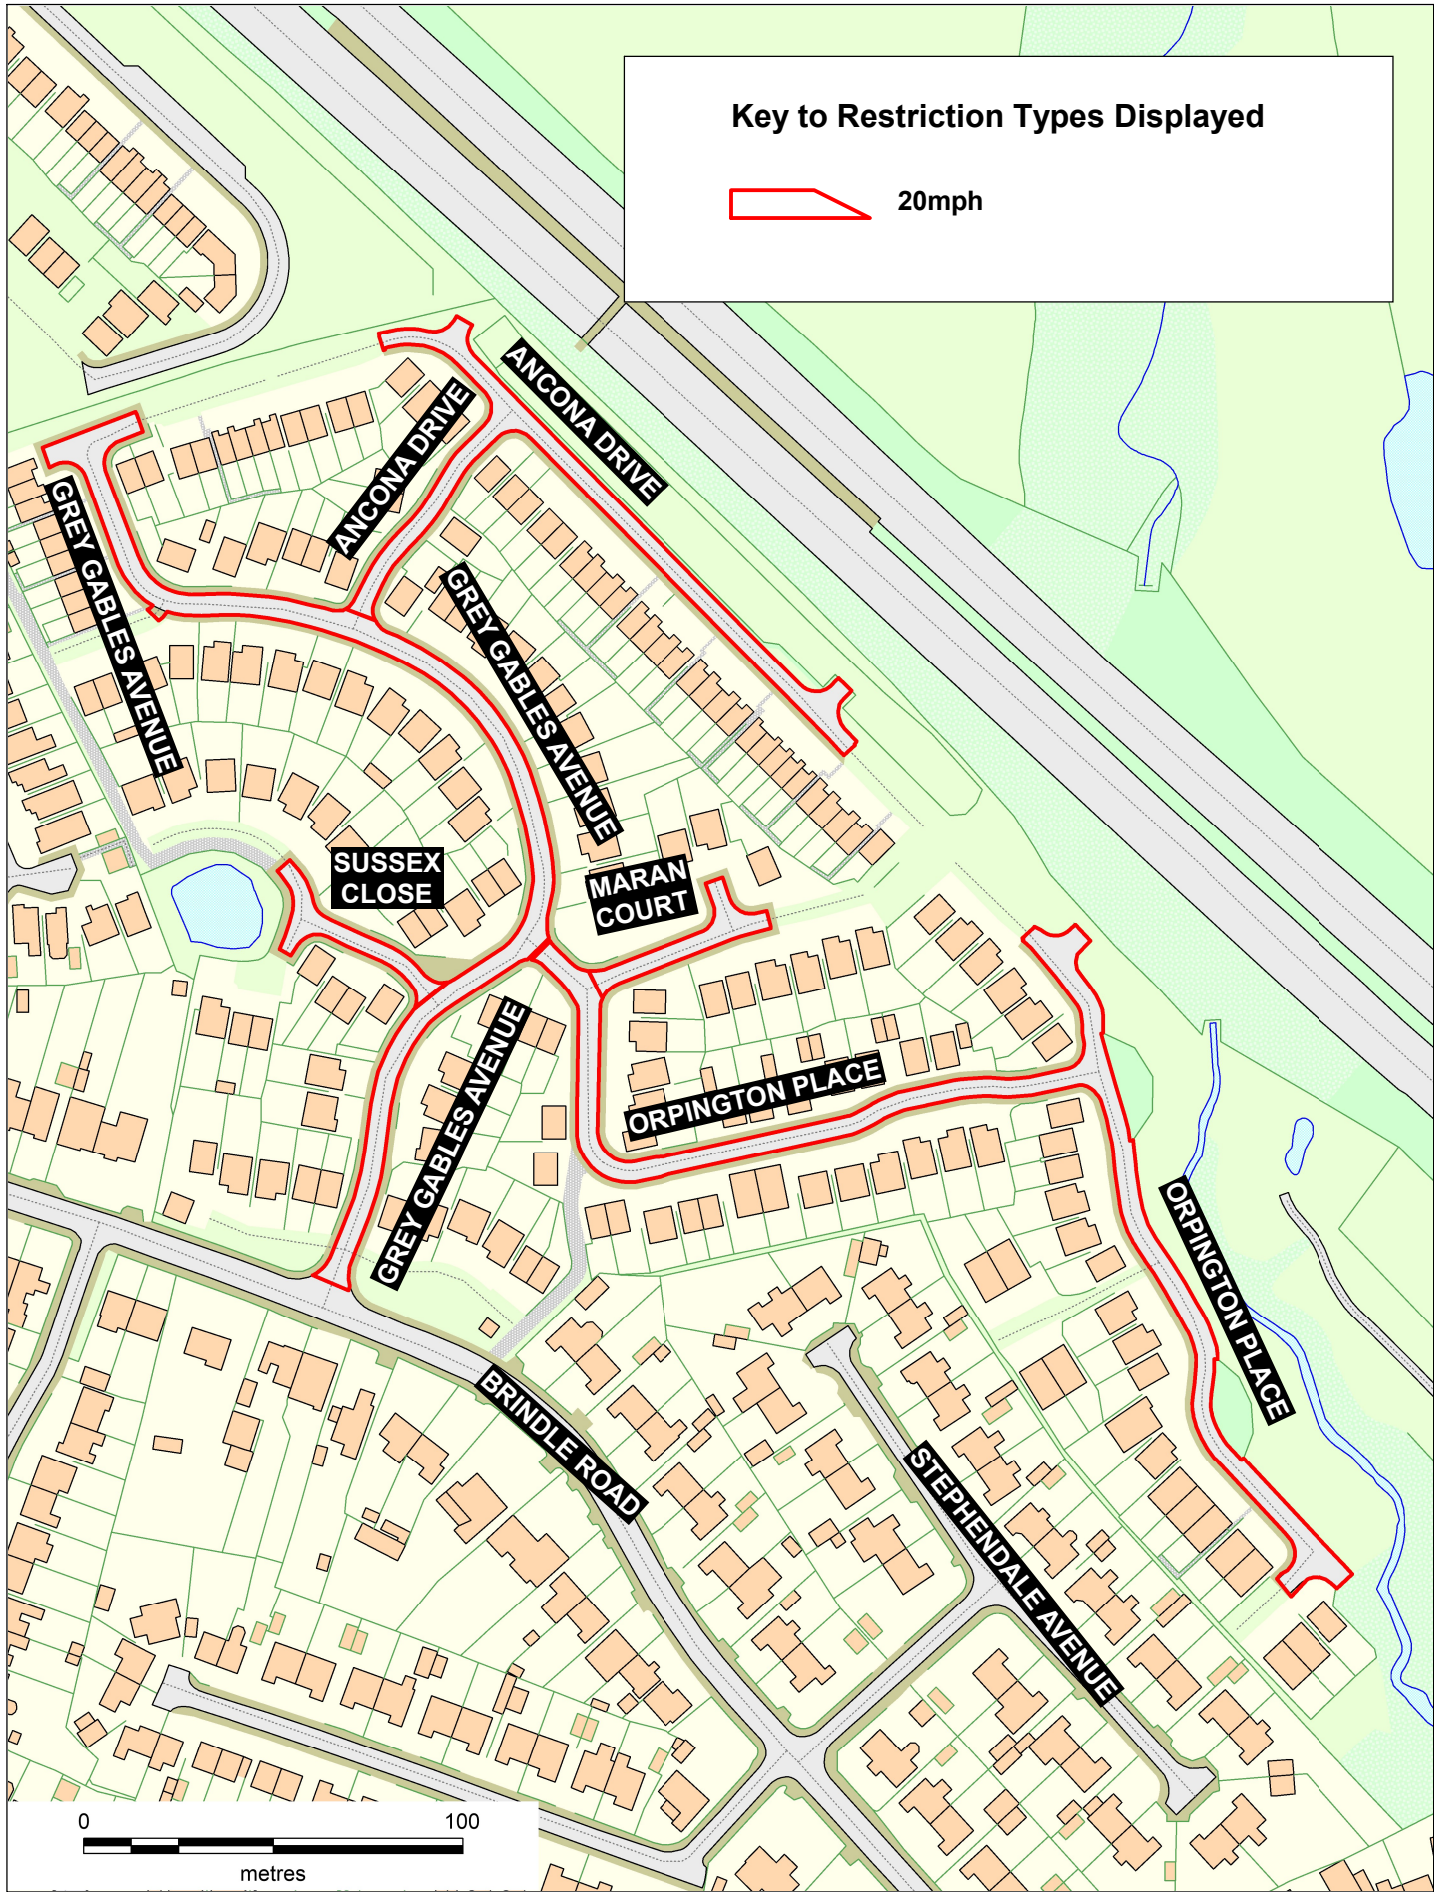 Key to Restriction Types Displayed
20mph
ANCONA DRIVE
ANCONA DRIVE
GREY GABLES AVENUE
GREY GABLES AVENUE
SUSSEX
CLOSE
MARAN
COURT
GREY GABLES AVENUE
ORPINGTON PLACE
ORPINGTON PLACE
BRINDLE ROAD
STEPHENDALE AVENUE
0 100
metres